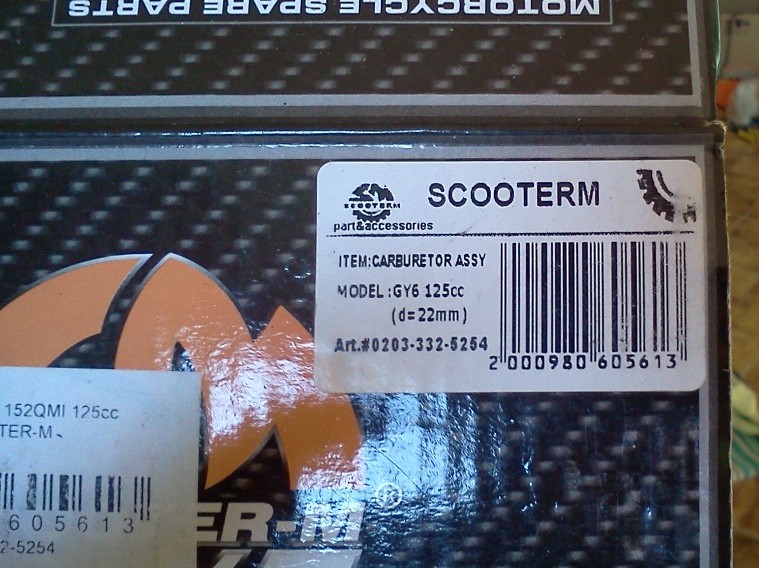 MOTORCYCLE SPARE PARTS
SCOOTERM
SCOOTERM
part&accessories
ITEM:CARBURETOR ASSY
MODEL:GY6 125cc
(d=22mm)
Art.#0203-332-5254
2 000980 605613
152QMI 125cc
TER-M
605613
2-5254
ER-M®